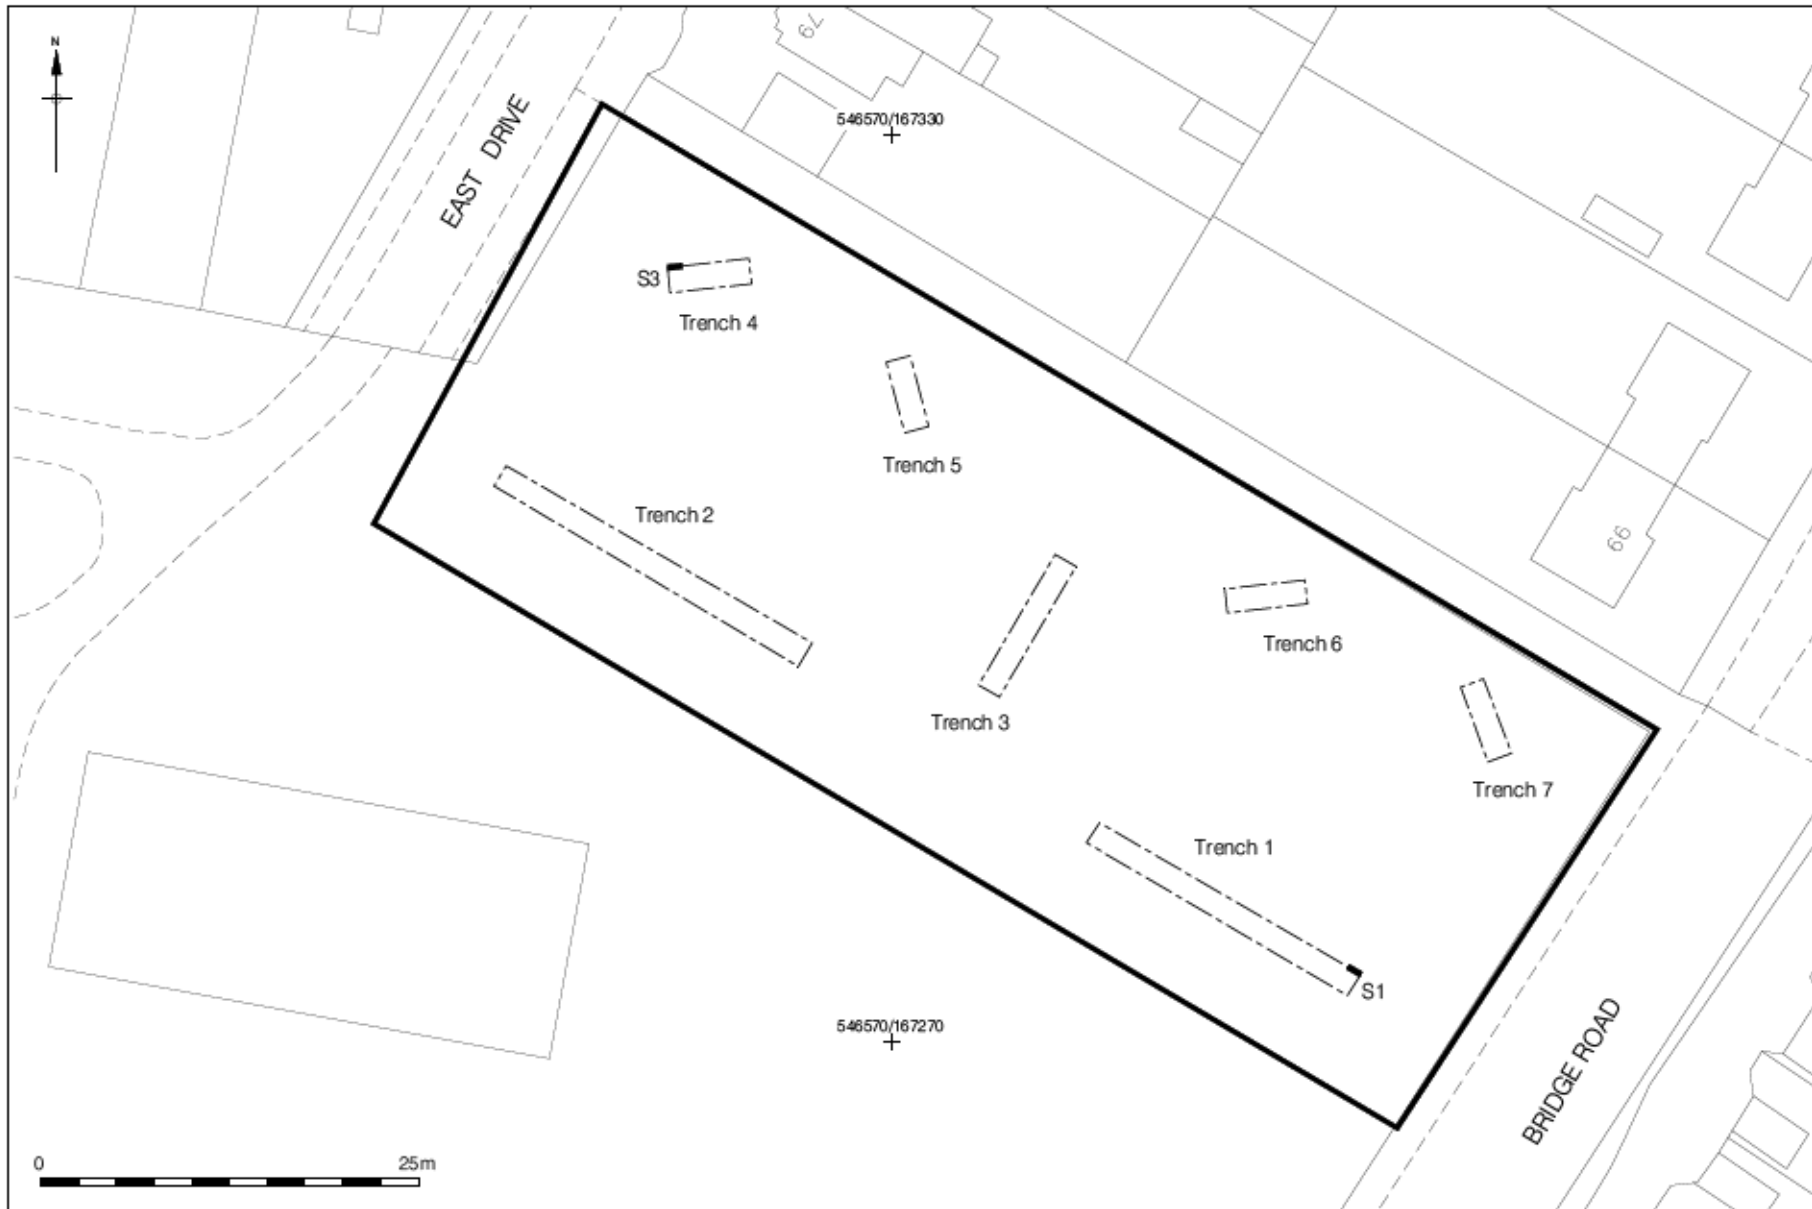 N
79
EAST DRIVE
546570/167330
S3
Trench 4
Trench 5
Trench 2
66
Trench 6
Trench 3
Trench 7
Trench 1
S1
546570/167270
BRIDGE ROAD
0 25m